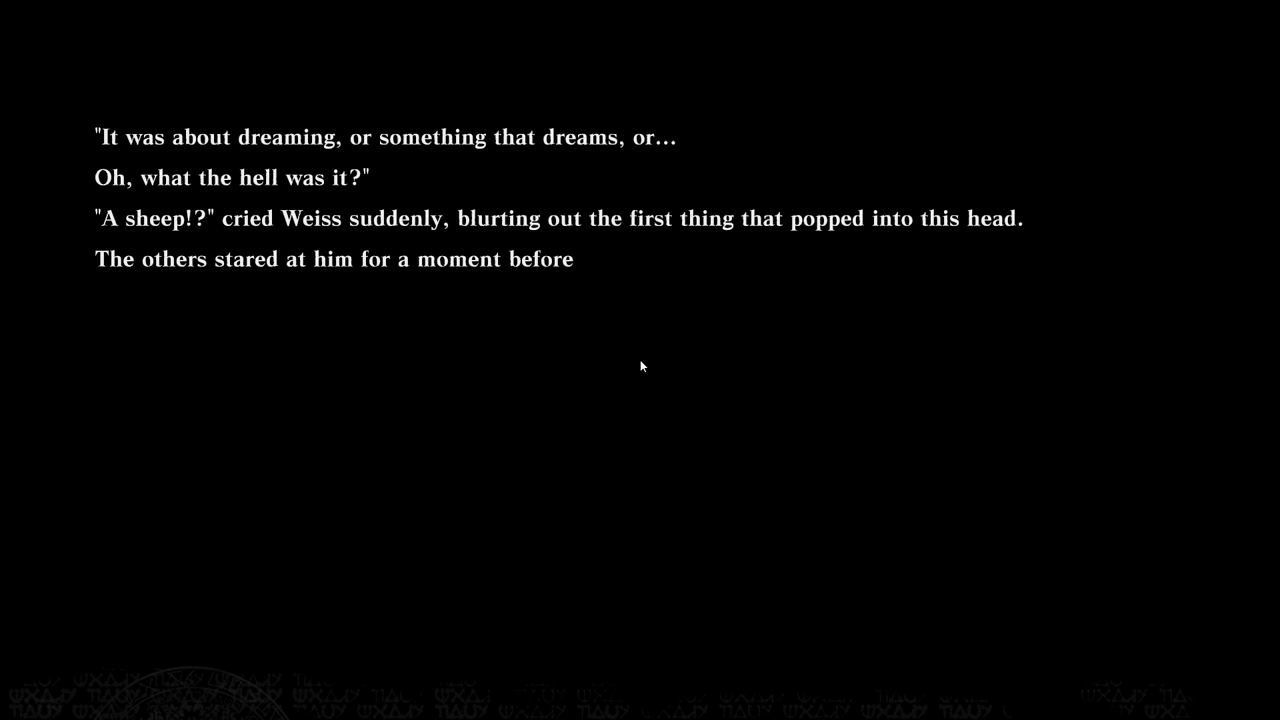 "It was about dreaming, or something that dreams, or...
Oh, what the hell was it?"
"A sheep!?" cried Weiss suddenly, blurting out the first thing that popped into this head.
The others stared at him for a moment before